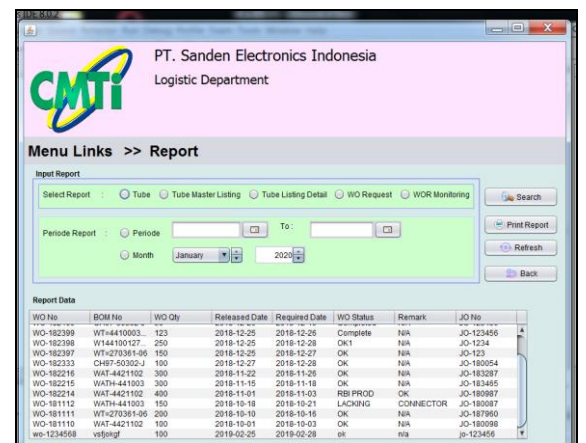 PT. Sanden Electronics Indonesia
Logistic Department
CMTi
Menu Links >> Report
Input Report
Select Report : Tube Tube Master Listing Tube Listing Detail WO Request WOR Monitoring
Search
Periode Report : Periode To :
Print Report
Refresh
Month January 2020
Back
Report Data
WO No BOM No WO Qty Released Date Required Date WO Status Remark JO No
WO-182399 WT=4410003... 123 2018-12-25 2018-12-26 Complete N/A JO-123456
WO-182398 W144100127... 250 2018-12-25 2018-12-28 OK1 N/A JO-1234
WO-182397 WT=270361-06 150 2018-12-25 2018-12-27 OK N/A JO-123
WO-182333 CH97-50302-J 100 2018-12-27 2018-12-28 OK N/A JO-180054
WO-182216 WAT-4421102 300 2018-11-22 2018-11-26 OK N/A JO-183287
WO-182215 WATH-441003 300 2018-11-15 2018-11-18 OK N/A JO-183465
WO-182214 WAT-4421102 400 2018-11-01 2018-11-03 RBI PROD OK JO-180987
WO-181112 WATH-441003 150 2018-10-18 2018-10-21 LACKING CONNECTOR JO-180087
WO-181111 WT=270361-06 200 2018-10-10 2018-10-16 OK N/A JO-187960
WO-181110 WAT-4421102 100 2018-10-01 2018-10-03 OK N/A JO-180098
wo-1234568 vsfjokgf 100 2019-02-25 2019-02-28 ok n/a jo-123456